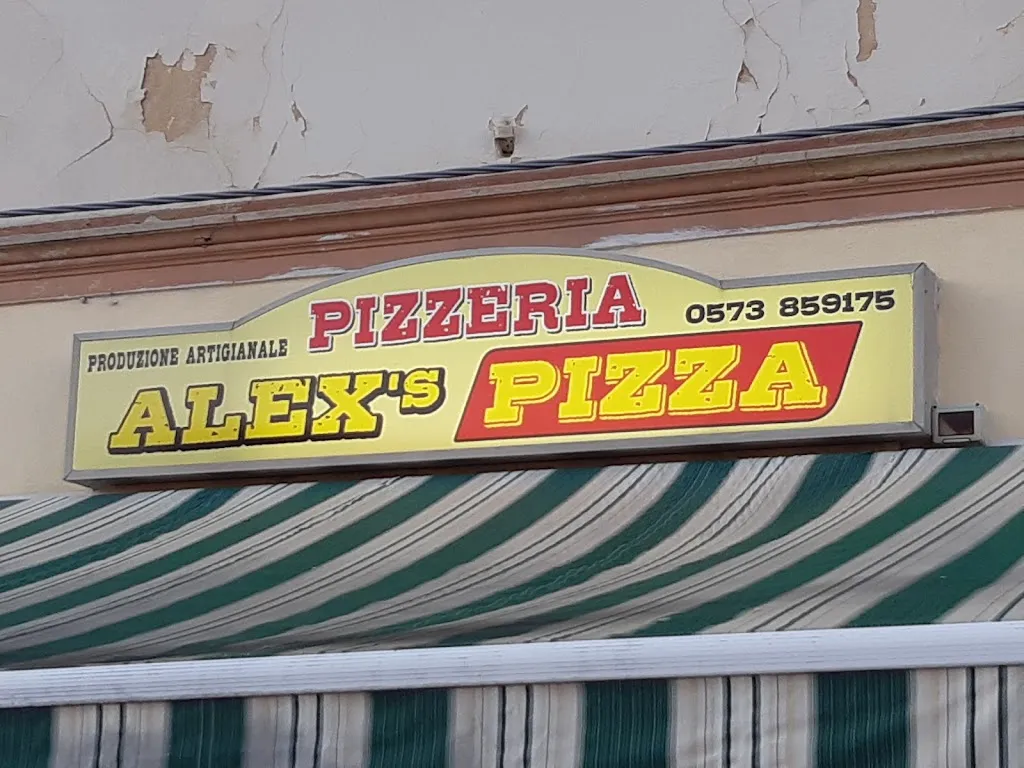 PIZZERIA
0573 859175
PRODUZIONE ARTIGIANALE
ALEX's PIZZA